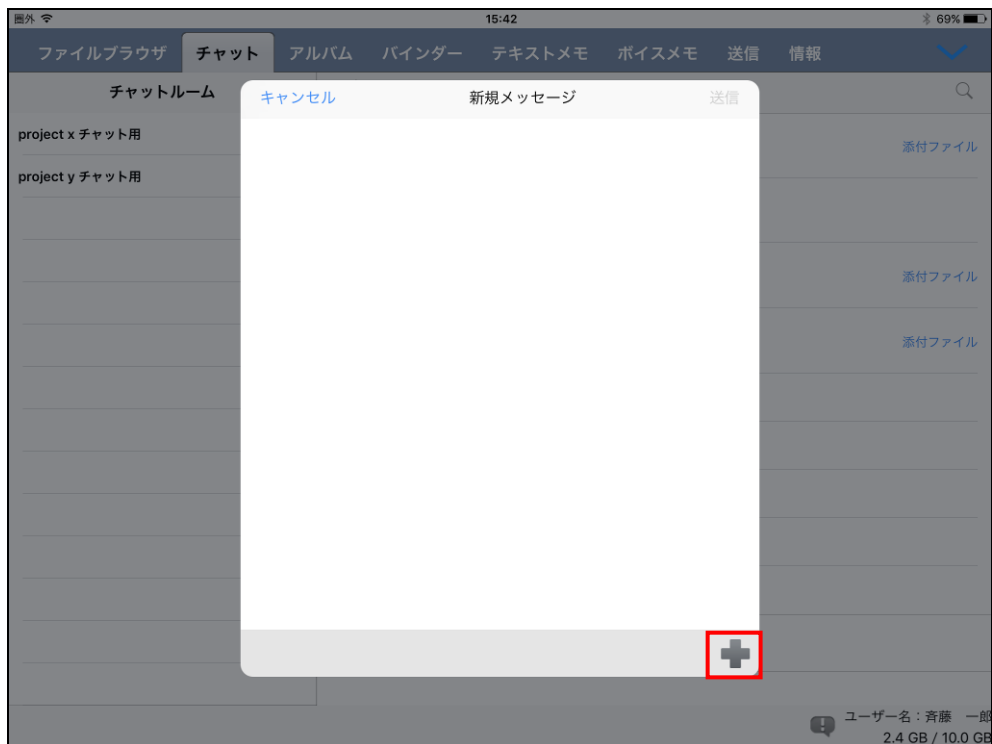 圏外 15:42 69%
ファイルブラウザ チャット アルバム バインダー テキストメモ ボイスメモ 送信 情報
チャットルーム
キャンセル 新規メッセージ 送信
project x チャット用
添付ファイル
project y チャット用
添付ファイル
添付ファイル
ユーザー名：斉藤　一郎
2.4 GB / 10.0 GB